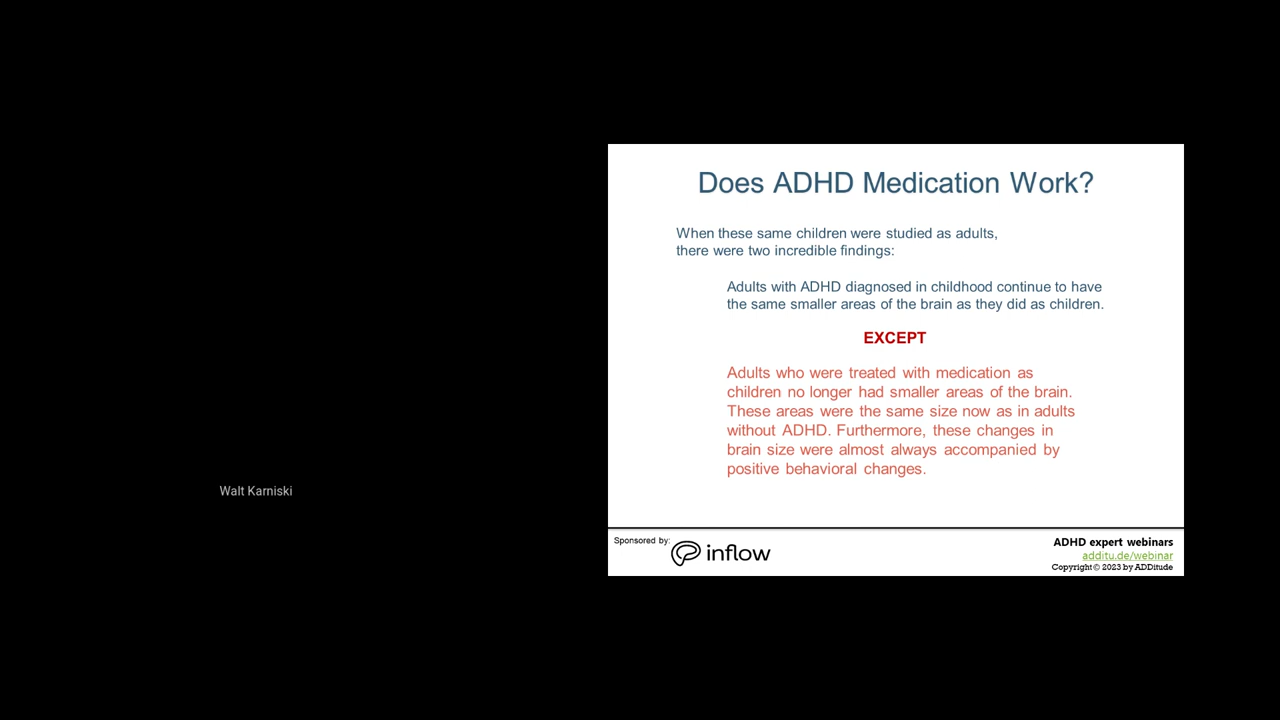 Does ADHD Medication Work?
When these same children were studied as adults,
there were two incredible findings:
Adults with ADHD diagnosed in childhood continue to have
the same smaller areas of the brain as they did as children.
EXCEPT
Adults who were treated with medication as
children no longer had smaller areas of the brain.
These areas were the same size now as in adults
without ADHD. Furthermore, these changes in
brain size were almost always accompanied by
positive behavioral changes.
Walt Karniski
Sponsored by:
inflow
ADHD expert webinars
additu.de/webinar
Copyright © 2023 by ADDitude